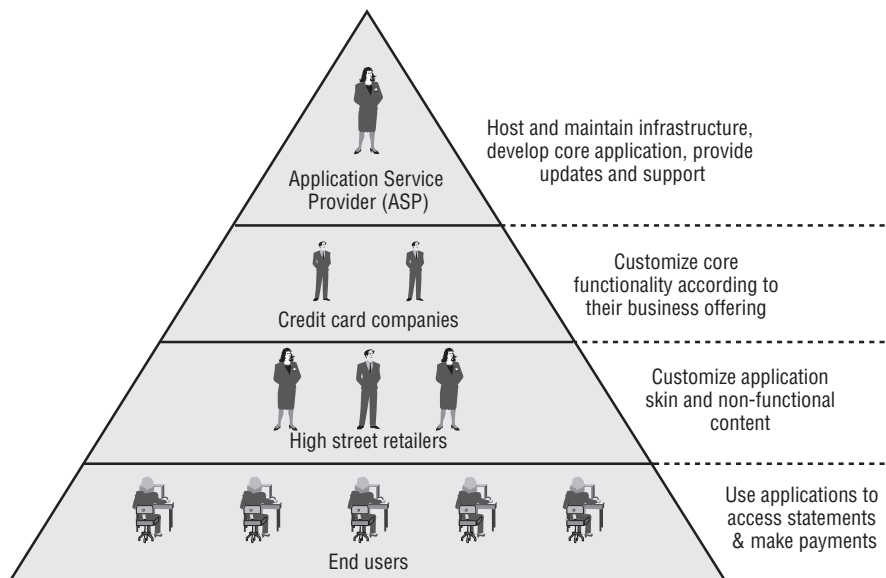 Host and maintain infrastructure,
develop core application, provide
updates and support
Application Service
Provider (ASP)
Customize core
functionality according to
their business offering
Credit card companies
Customize application
skin and non-functional
content
High street retailers
Use applications to
access statements
& make payments
End users